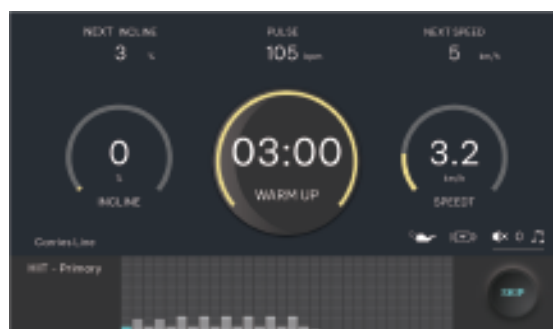 NEXT INCLINE
3 %
PULSE
105 bpm
NEXT SPEED
5 km/h
0
%
INCLINE
03:00
WARM UP
3.2
km/h
SPEEDT
0
HIIT - Primary
SKIP